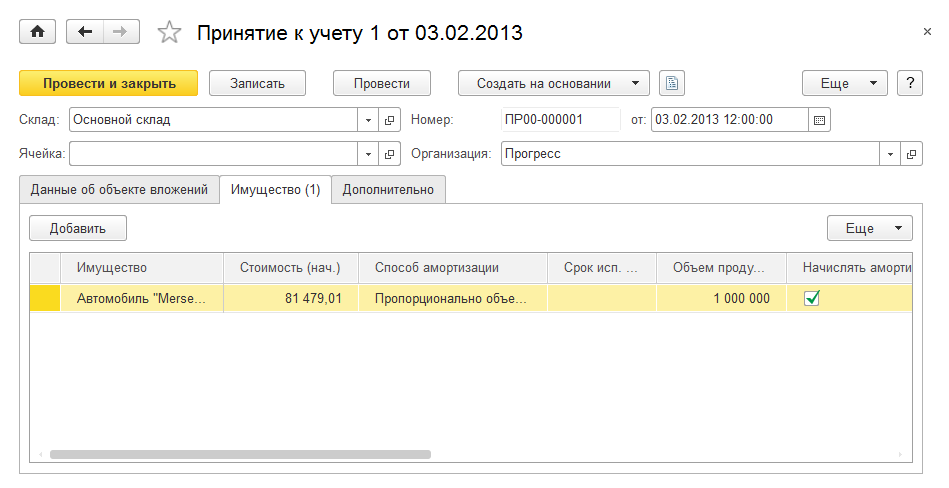 Принятие к учету 1 от 03.02.2013
×
Провести и закрыть Записать Провести Создать на основании Еще ?
Склад: Основной склад Номер: ПР00-000001 от: 03.02.2013 12:00:00
Ячейка: Организация: Прогресс
Данные об объекте вложений Имущество (1) Дополнительно
Добавить Еще
Имущество Стоимость (нач.) Способ амортизации Срок исп. ... Объем проду... Начислять аморти
Автомобиль "Merse... 81 479,01 Пропорционально объе... 1 000 000